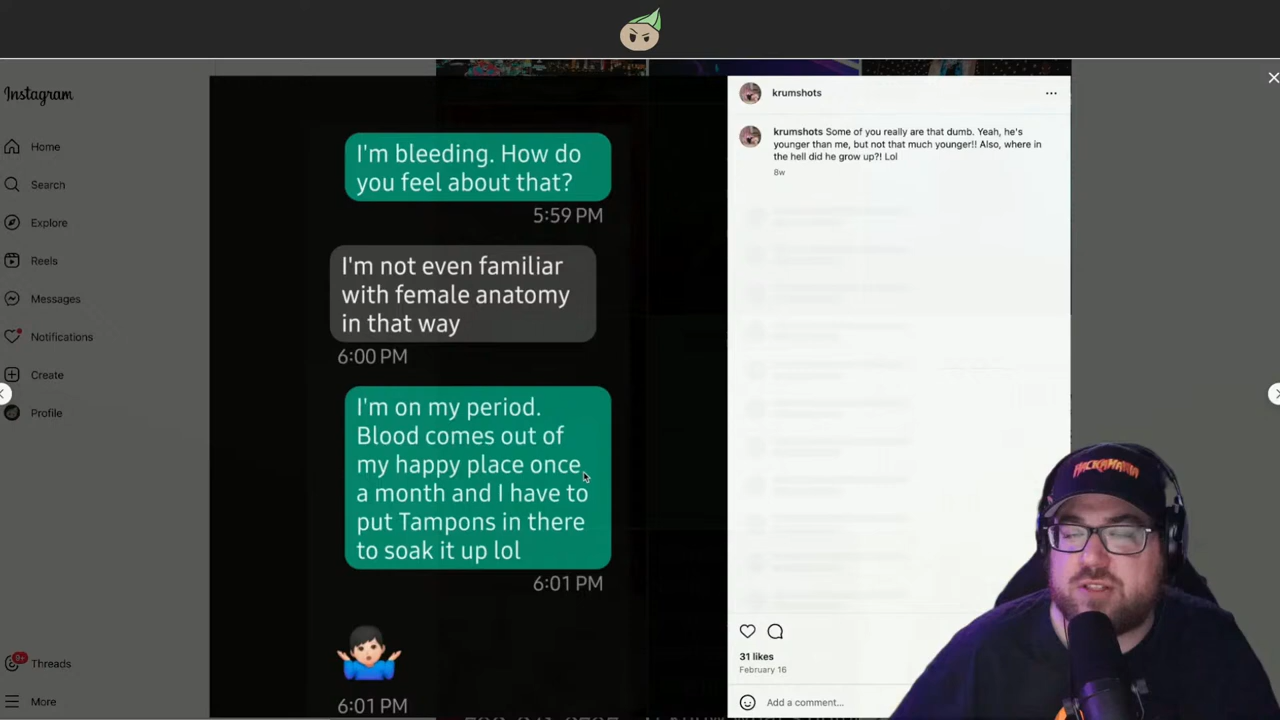 Instagram
Home
Search
Explore
Reels
Messages
Notifications
Create
Profile
9+
Threads
More
I'm bleeding. How do
you feel about that?
5:59 PM
I'm not even familiar
with female anatomy
in that way
6:00 PM
I'm on my period.
Blood comes out of
my happy place once
a month and I have to
put Tampons in there
to soak it up lol
6:01 PM
6:01 PM
krumshots
krumshots Some of you really are that dumb. Yeah, he's
younger than me, but not that much younger!! Also, where in
the hell did he grow up?! Lol
8w
31 likes
February 16
Add a comment...